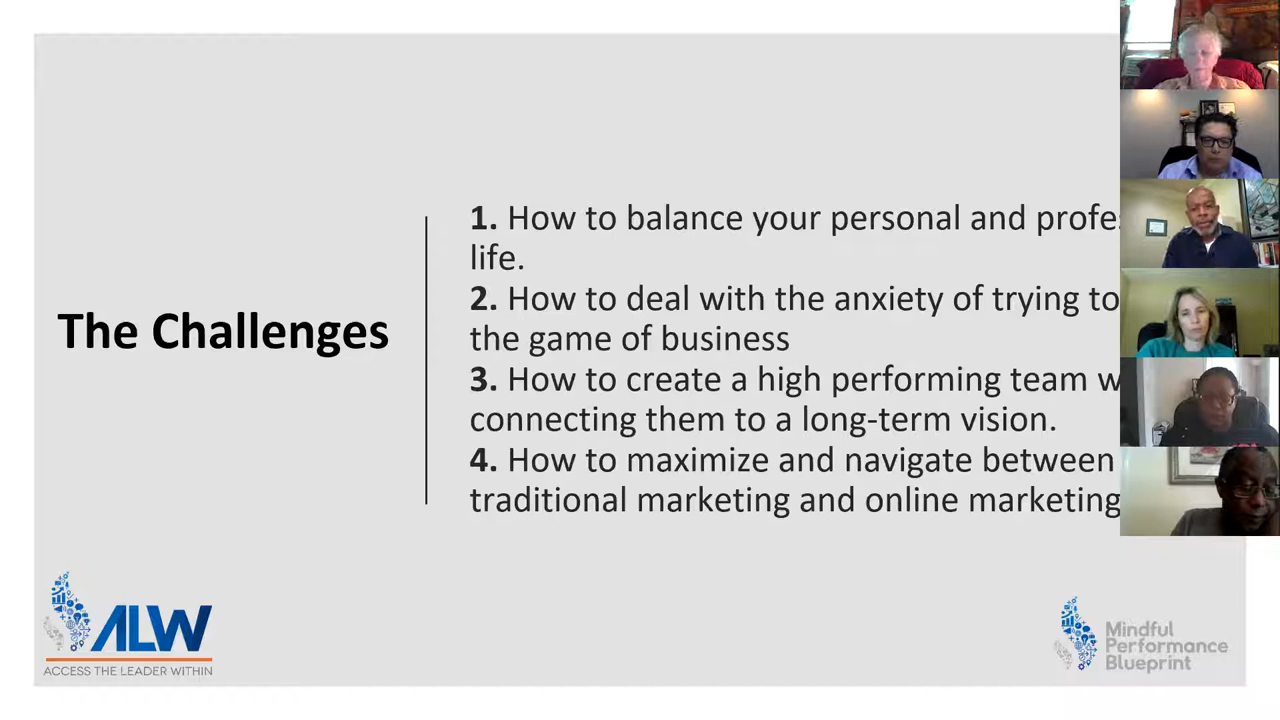 The Challenges
1. How to balance your personal and profes
life.
2. How to deal with the anxiety of trying to
the game of business
3. How to create a high performing team w
connecting them to a long-term vision.
4. How to maximize and navigate between
traditional marketing and online marketing
ALW
ACCESS THE LEADER WITHIN
Mindful
Performance
Blueprint